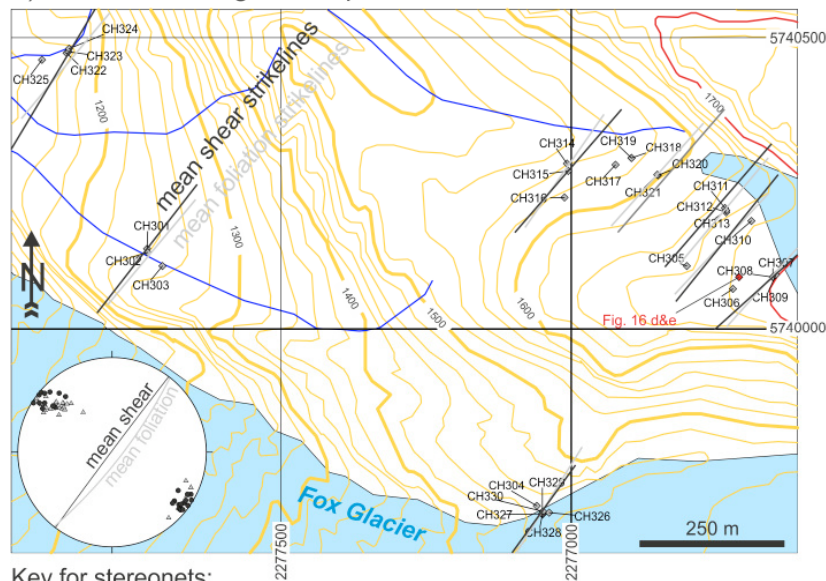 CH324
CH323
CH322
CH325
5740500
1200
mean shear strikelines
mean foliation strikelines
1700
CH314
CH319
CH318
CH315
CH320
CH317
CH316
CH321
CH311
CH312
CH313
CH310
CH301
CH302
CH303
1300
N
CH305
CH307
CH308
CH306
CH309
1400
1500
1600
Fig. 16 d&e
5740000
mean shear
mean foliation
Fox Glacier
CH304
CH329
CH330
CH327
CH326
CH328
250 m
2277500
2277000
Key for stereonets: